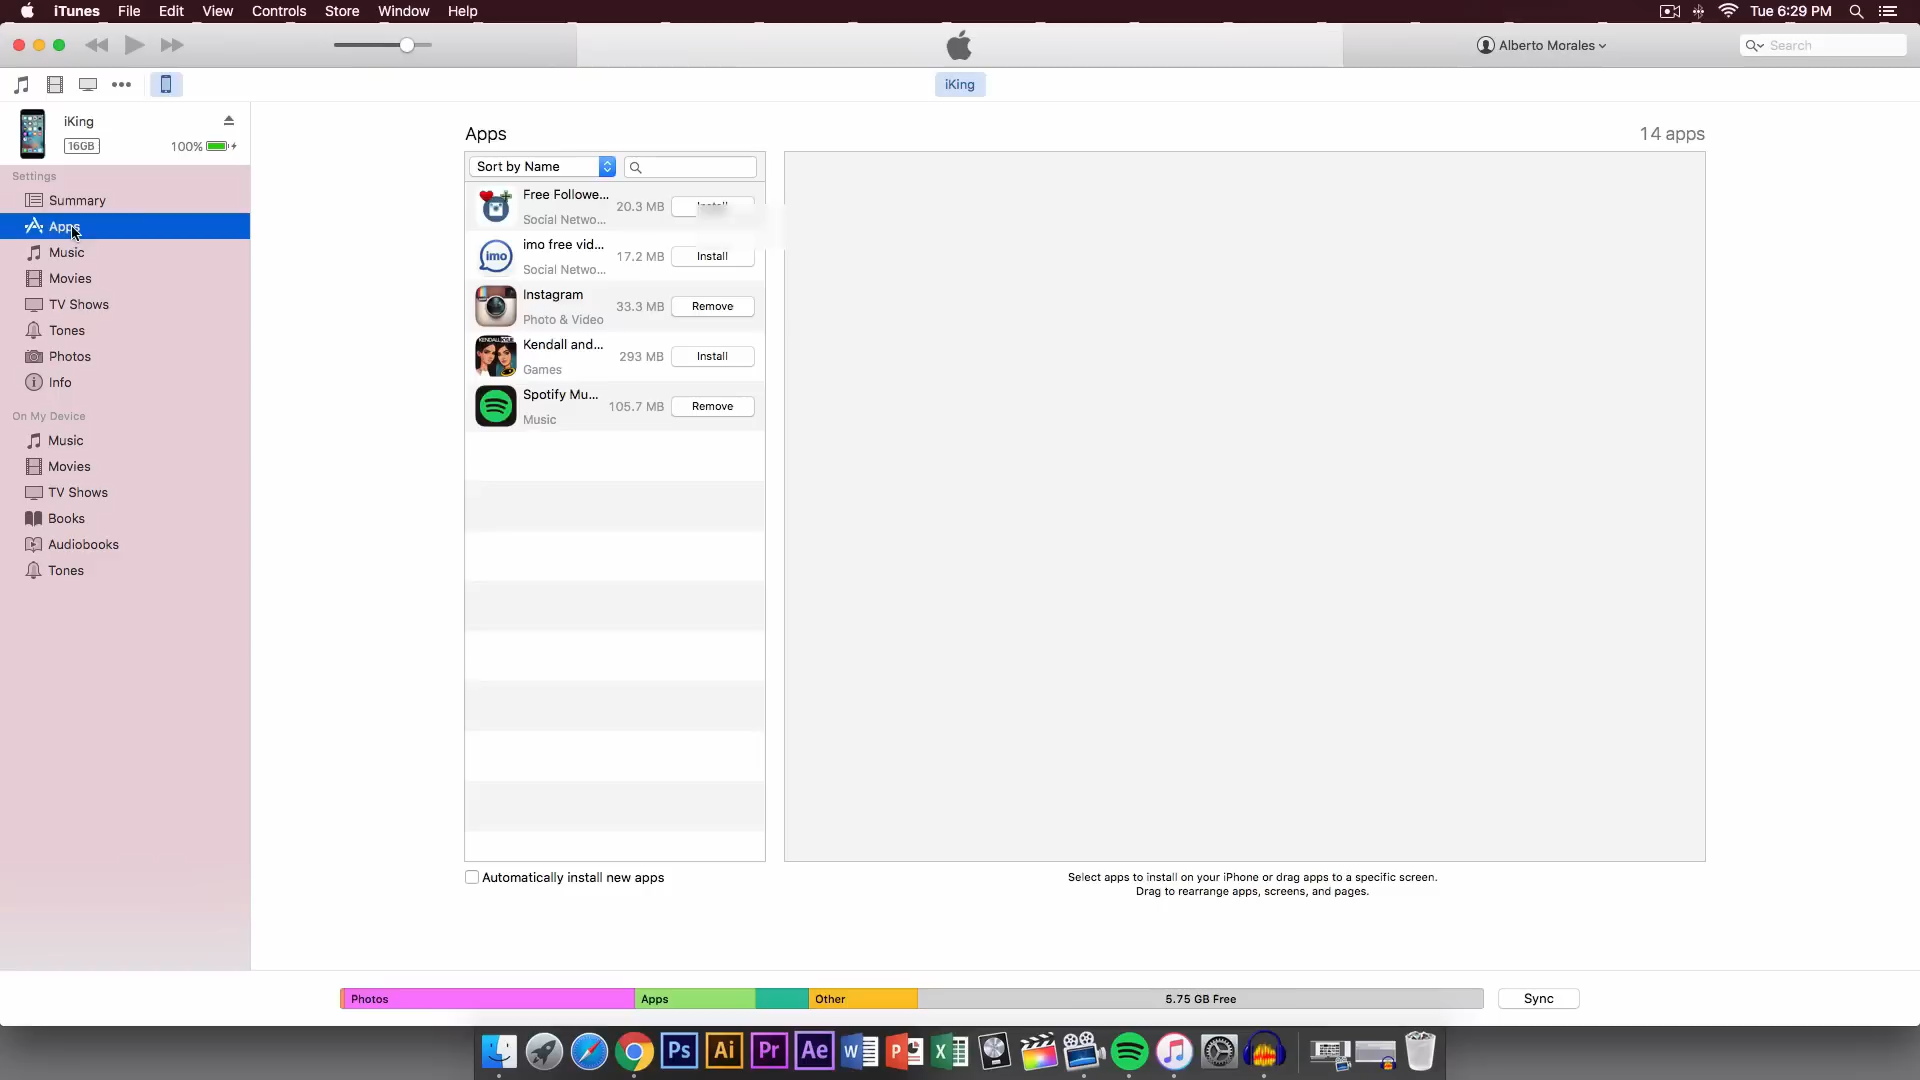 iTunes File Edit View Controls Store Window Help
Tue 6:29 PM
Alberto Morales
Search
iKing
iKing
16GB
100%
Settings
Summary
Apps
Music
Movies
TV Shows
Tones
Photos
Info
On My Device
Music
Movies
TV Shows
Books
Audiobooks
Tones
Apps
14 apps
Sort by Name
Free Followe...
20.3 MB
Social Netwo...
imo
imo free vid...
17.2 MB
Install
Social Netwo...
Instagram
33.3 MB
Remove
Photo & Video
Kendall and...
293 MB
Install
Games
Spotify Mu...
105.7 MB
Remove
Music
Automatically install new apps
Select apps to install on your iPhone or drag apps to a specific screen.
Drag to rearrange apps, screens, and pages.
Photos
Apps
Other
5.75 GB Free
Sync
Ps
Ai
Pr
Ae